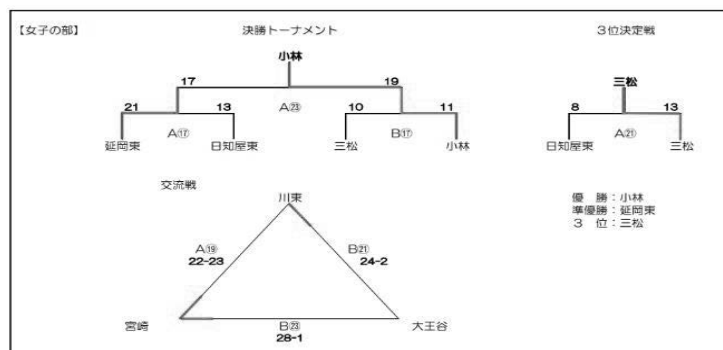 【女子の部】 決勝トーナメント 3位決定戦
小林
17 19
三松
21 13 A㉓ 10 11 8 13
A⑰ B⑰ A㉑
延岡東 日知屋東 三松 小林 日知屋東 三松
交流戦
川東
優 勝：小林
準優勝：延岡東
3 位：三松
A⑲ B㉑
22-23 24-2
宮崎 B㉓ 大王谷
28-1